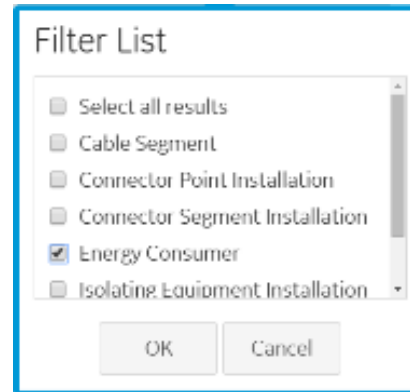 Filter List
Select all results
Cable Segment
Connector Point Installation
Connector Segment Installation
Energy Consumer
Isolating Equipment Installation
OK Cancel